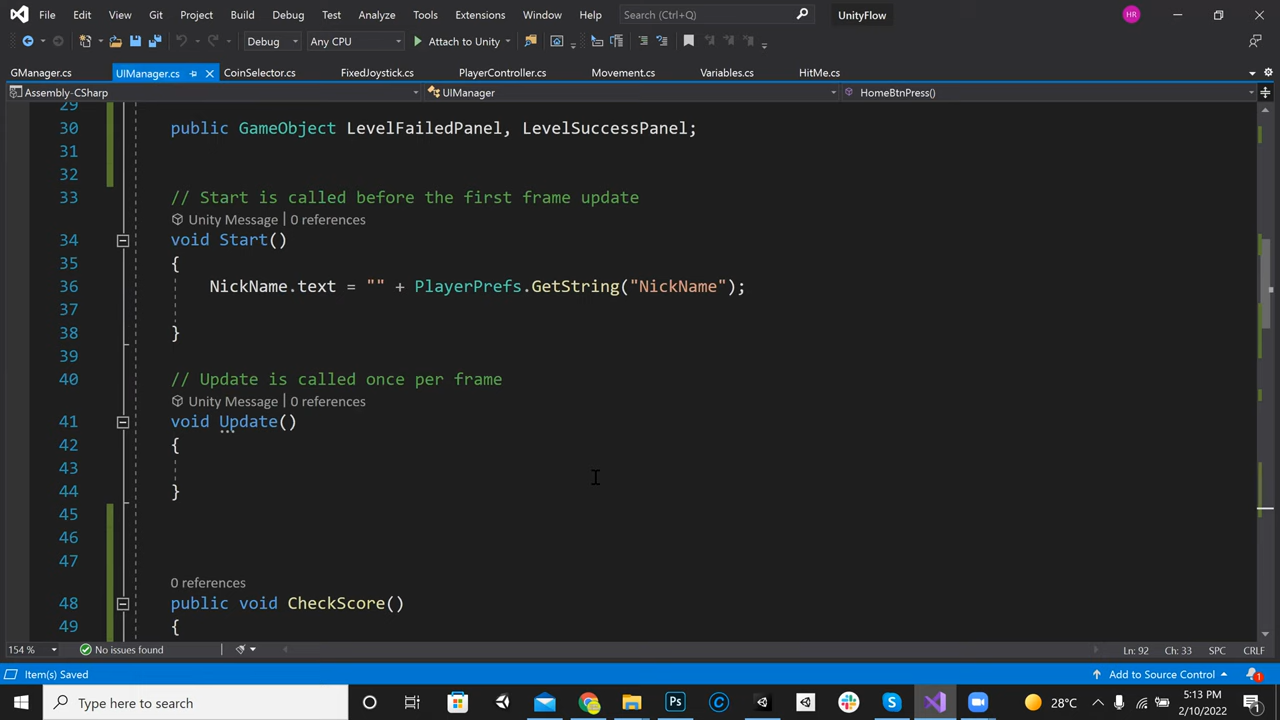 File Edit View Git Project Build Debug Test Analyze Tools Extensions Window Help Search (Ctrl+Q) UnityFlow HR
Debug Any CPU Attach to Unity
GManager.cs UIManager.cs CoinSelector.cs FixedJoystick.cs PlayerController.cs Movement.cs Variables.cs HitMe.cs
Assembly-CSharp UIManager HomeBtnPress()
29
30 public GameObject LevelFailedPanel, LevelSuccessPanel;
31
32
33 // Start is called before the first frame update
Unity Message | 0 references
34 void Start()
35 {
36 NickName.text = "" + PlayerPrefs.GetString("NickName");
37
38 }
39
40 // Update is called once per frame
Unity Message | 0 references
41 void Update()
42 {
43
44 }
45
46
47
0 references
48 public void CheckScore()
49 {
154 % No issues found Ln: 92 Ch: 33 SPC CRLF
Item(s) Saved Add to Source Control 1
Type here to search Ps 28°C 5:13 PM
2/10/2022